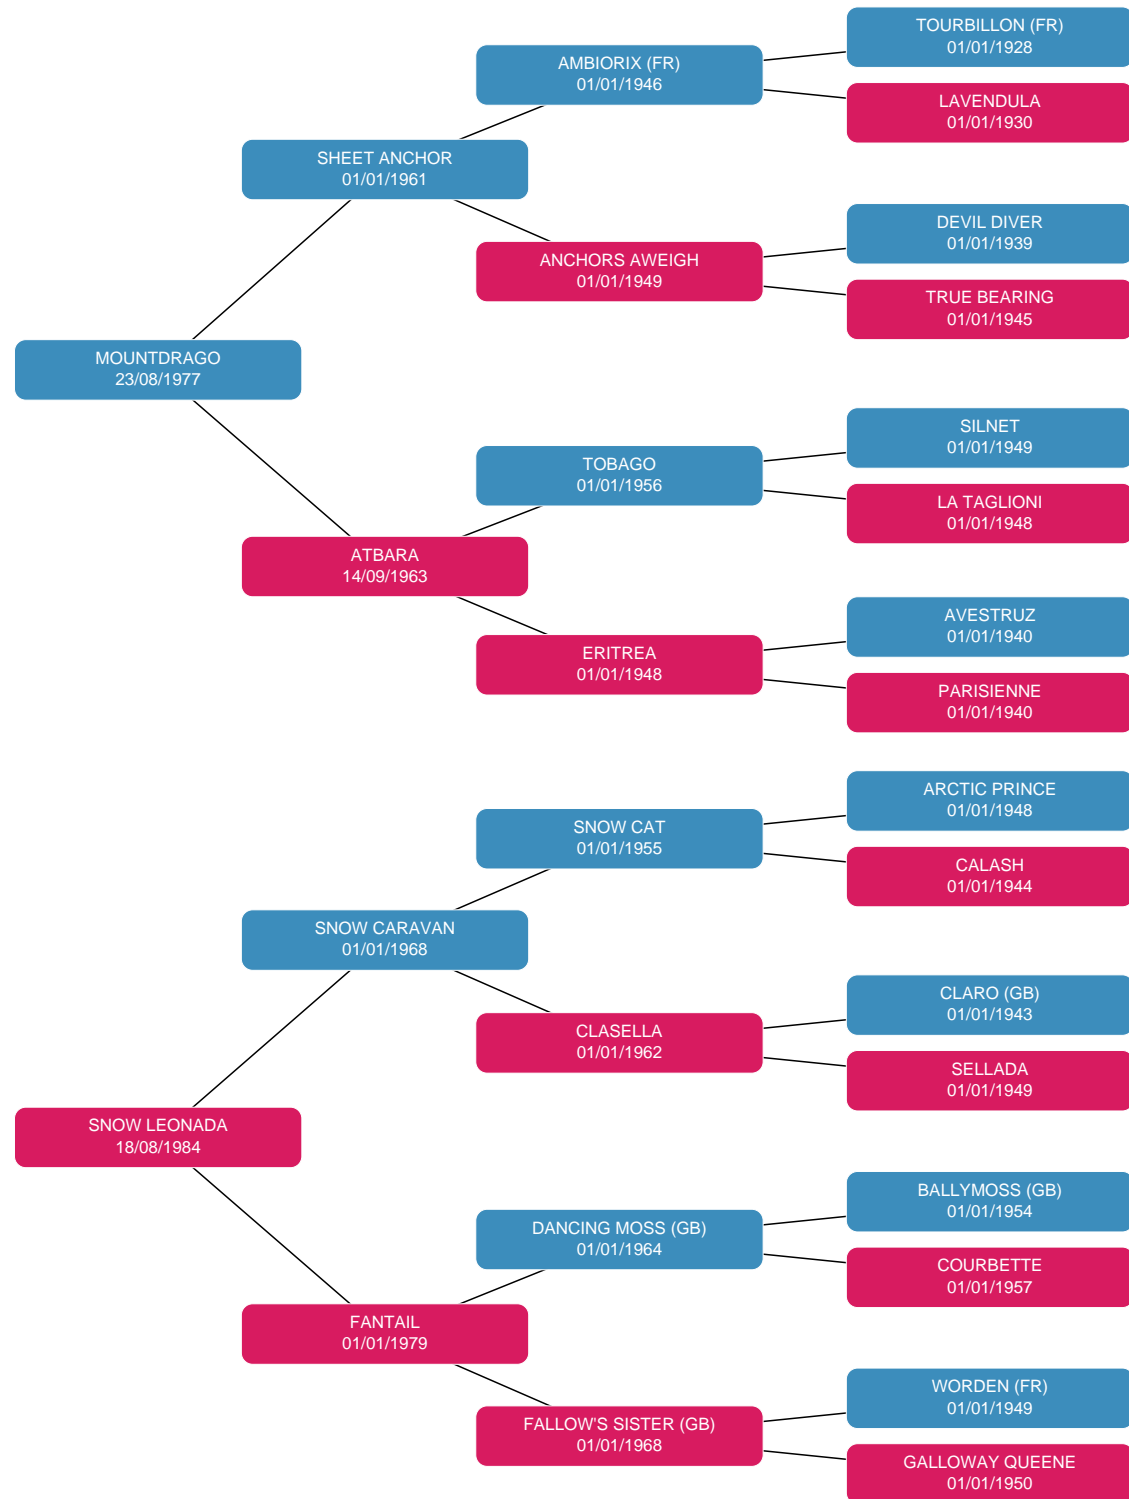 TOURBILLON (FR)
01/01/1928
AMBIORIX (FR)
01/01/1946
LAVENDULA
01/01/1930
SHEET ANCHOR
01/01/1961
DEVIL DIVER
01/01/1939
ANCHORS AWEIGH
01/01/1949
TRUE BEARING
01/01/1945
MOUNTDRAGO
23/08/1977
SILNET
01/01/1949
TOBAGO
01/01/1956
LA TAGLIONI
01/01/1948
ATBARA
14/09/1963
AVESTRUZ
01/01/1940
ERITREA
01/01/1948
PARISIENNE
01/01/1940
ARCTIC PRINCE
01/01/1948
SNOW CAT
01/01/1955
CALASH
01/01/1944
SNOW CARAVAN
01/01/1968
CLARO (GB)
01/01/1943
CLASELLA
01/01/1962
SELLADA
01/01/1949
SNOW LEONADA
18/08/1984
BALLYMOSS (GB)
01/01/1954
DANCING MOSS (GB)
01/01/1964
COURBETTE
01/01/1957
FANTAIL
01/01/1979
WORDEN (FR)
01/01/1949
FALLOW'S SISTER (GB)
01/01/1968
GALLOWAY QUEENE
01/01/1950